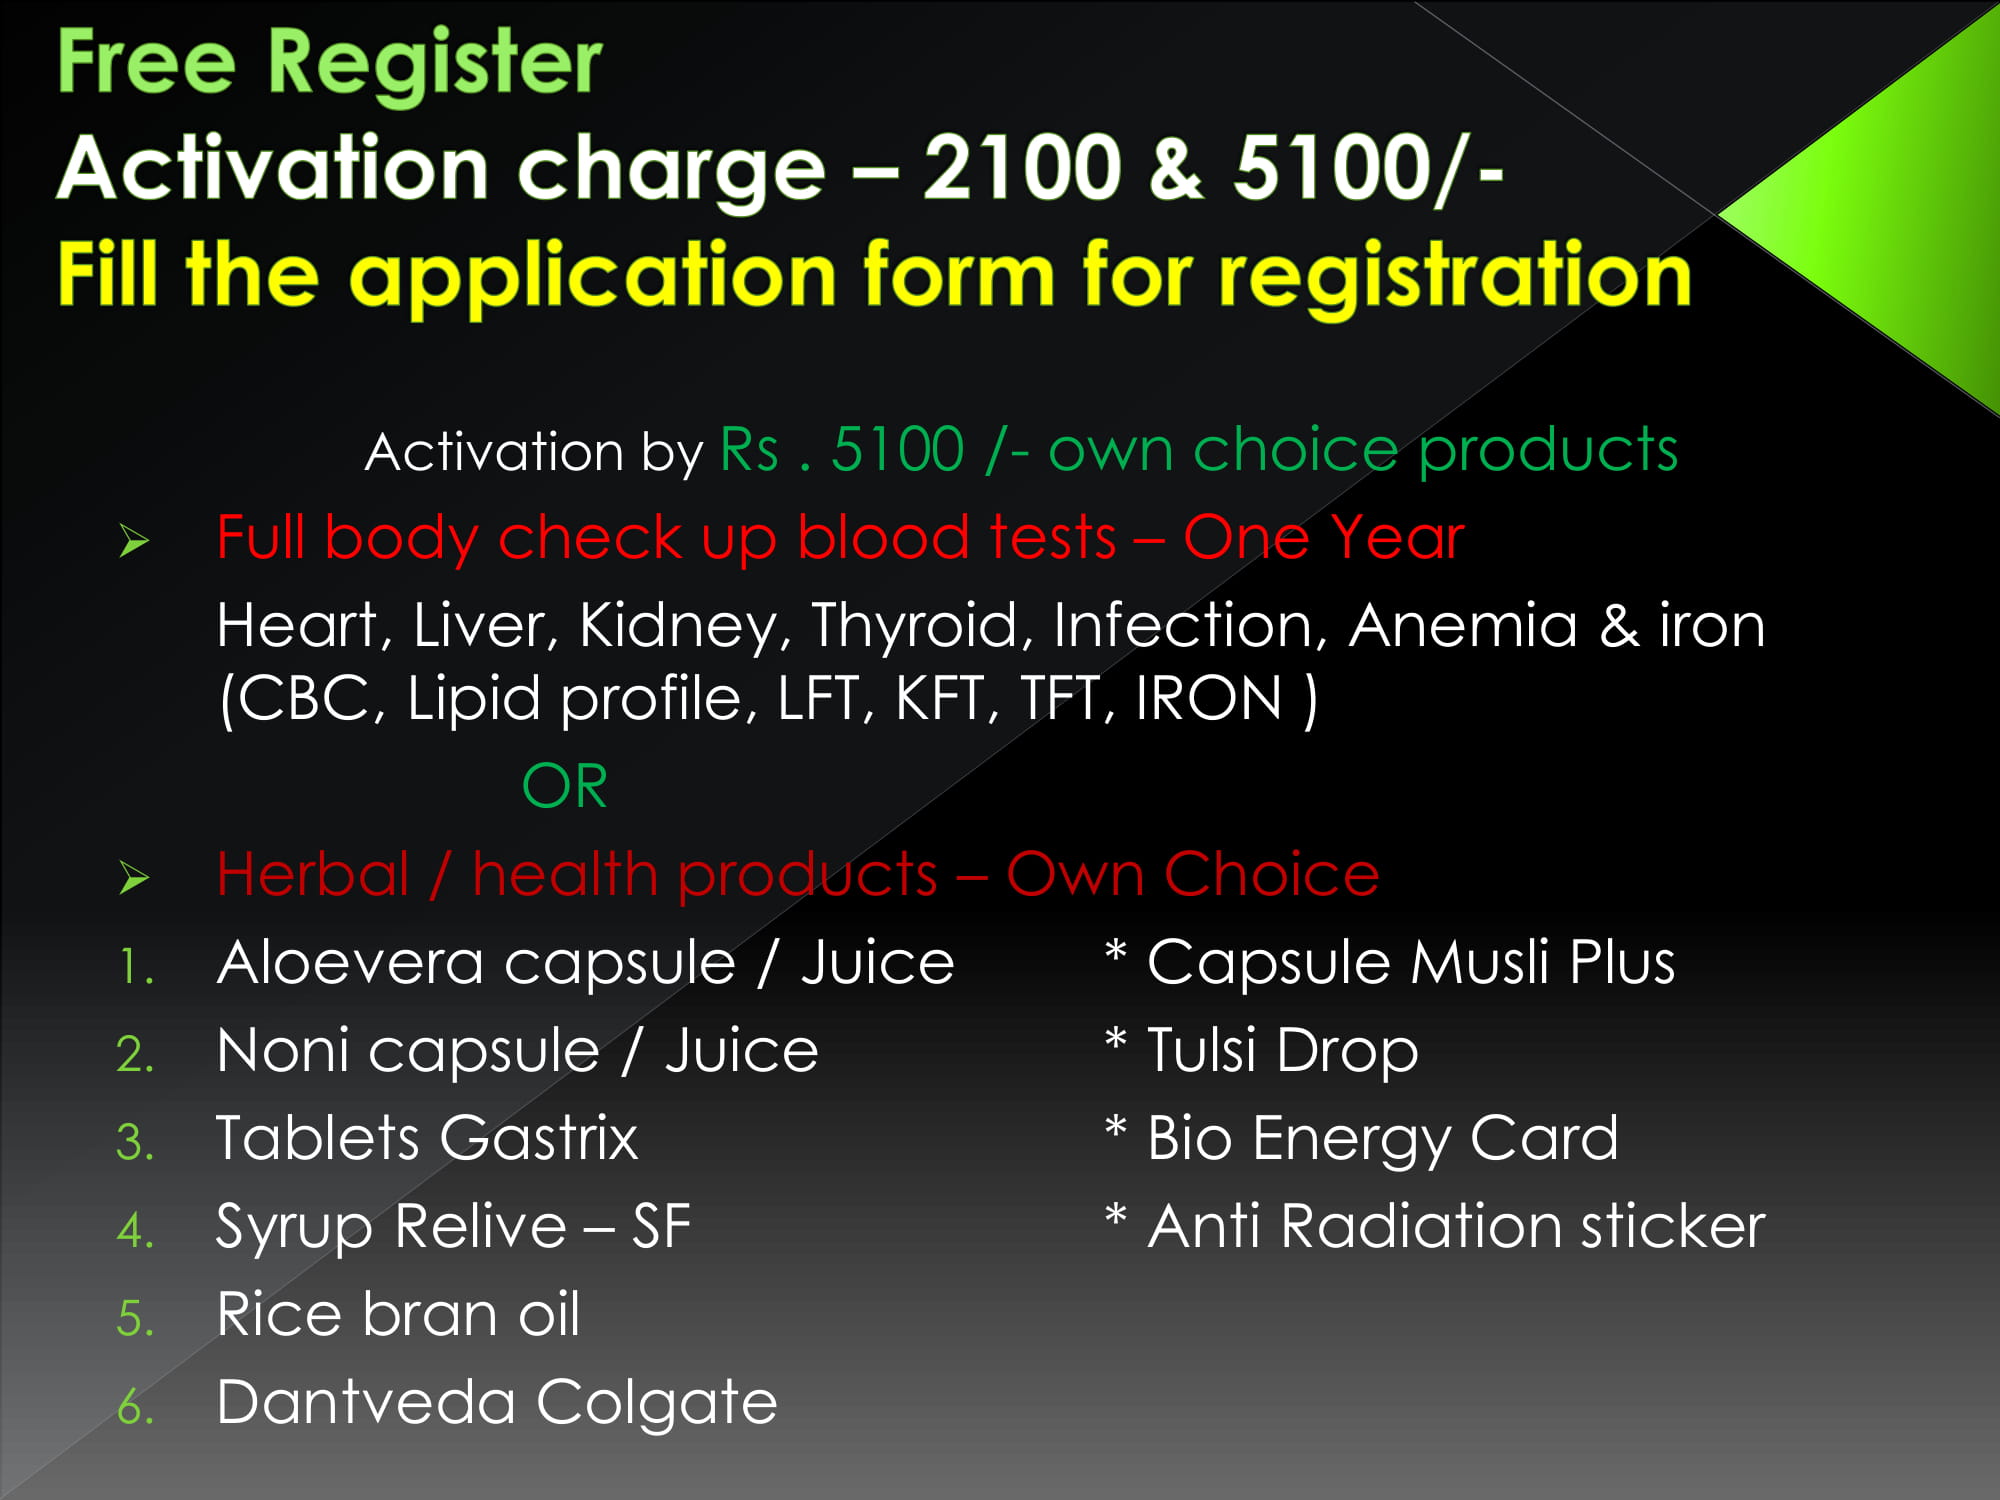 Free Register
Activation charge – 2100 & 5100/-
Fill the application form for registration
Activation by Rs . 5100 /- own choice products
➢ Full body check up blood tests – One Year
Heart, Liver, Kidney, Thyroid, Infection, Anemia & iron
(CBC, Lipid profile, LFT, KFT, TFT, IRON )
OR
➢ Herbal / health products – Own Choice
1. Aloevera capsule / Juice * Capsule Musli Plus
2. Noni capsule / Juice * Tulsi Drop
3. Tablets Gastrix * Bio Energy Card
4. Syrup Relive – SF * Anti Radiation sticker
5. Rice bran oil
6. Dantveda Colgate